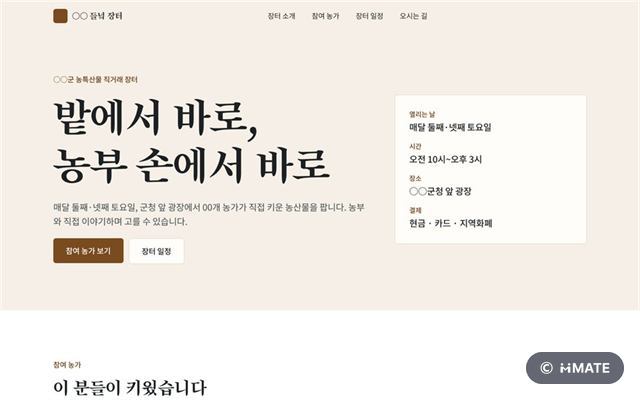 ○○ 들녘 장터
장터 소개 참여 농가 장터 일정 오시는 길
○○군 농특산물 직거래 장터
밭에서 바로,
농부 손에서 바로
매달 둘째·넷째 토요일, 군청 앞 광장에서 00개 농가가 직접 키운 농산물을 팝니다. 농부
와 직접 이야기하며 고를 수 있습니다.
참여 농가 보기 장터 일정
열리는 날
매달 둘째·넷째 토요일
시간
오전 10시~오후 3시
장소
○○군청 앞 광장
결제
현금 · 카드 · 지역화폐
참여 농가
이 분들이 키웠습니다
© MMATE